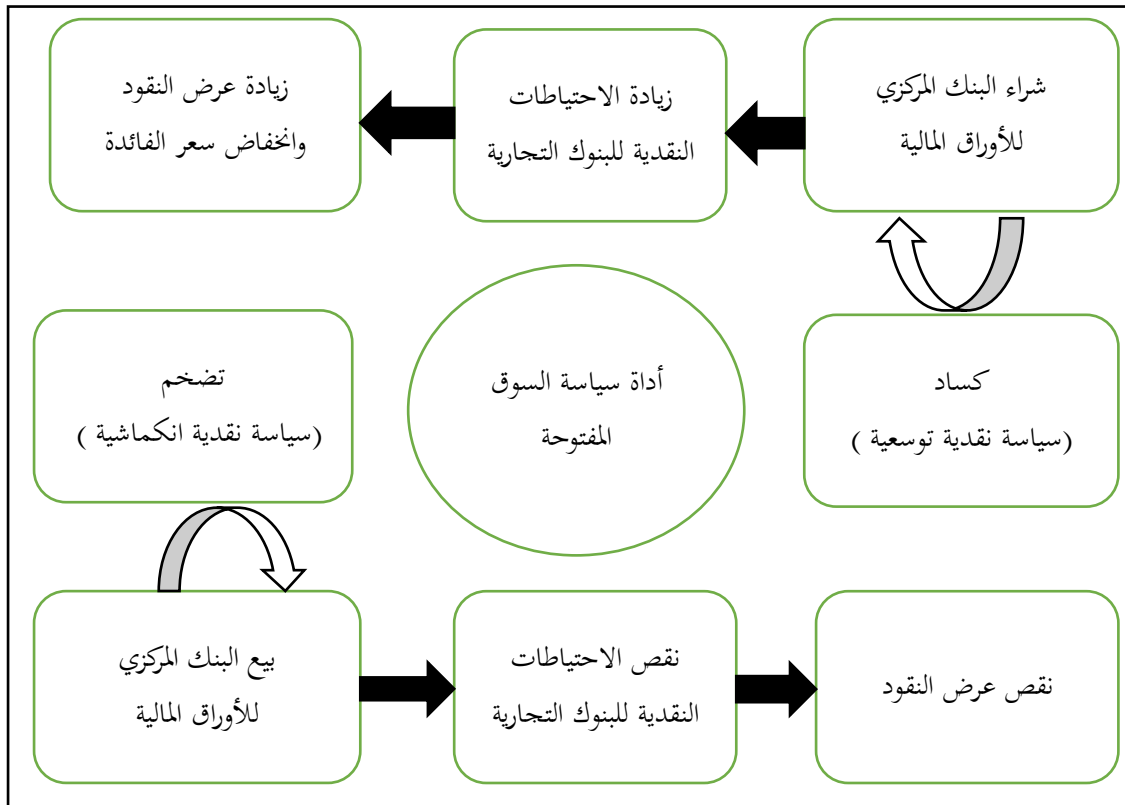 شراء البنك المركزي
للأوراق المالية
زيادة الاحتياطات
النقدية للبنوك التجارية
زيادة عرض النقود
وانخفاض سعر الفائدة
كساد
(سياسة نقدية توسعية )
أداة سياسة السوق
المفتوحة
تضخم
(سياسة نقدية انكماشية )
بيع البنك المركزي
للأوراق المالية
نقص الاحتياطات
النقدية للبنوك التجارية
نقص عرض النقود